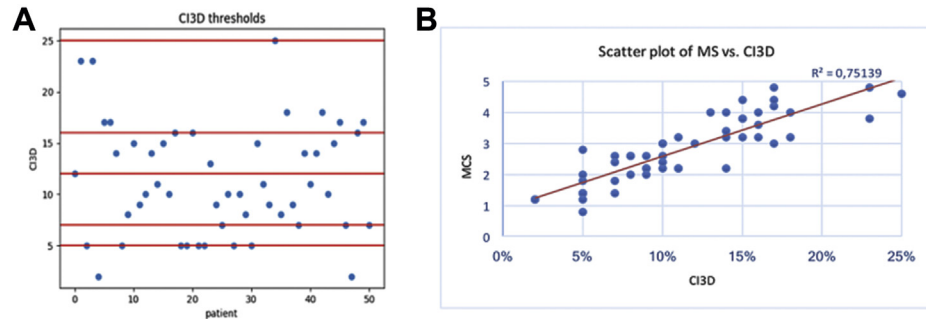 A
CI3D thresholds
25
20
15
10
5
CI3D
0 10 20 30 40 50
patient
B
Scatter plot of MS vs. CI3D
R² = 0,75139
5
4
3
2
1
0
MCS
0% 5% 10% 15% 20% 25%
CI3D